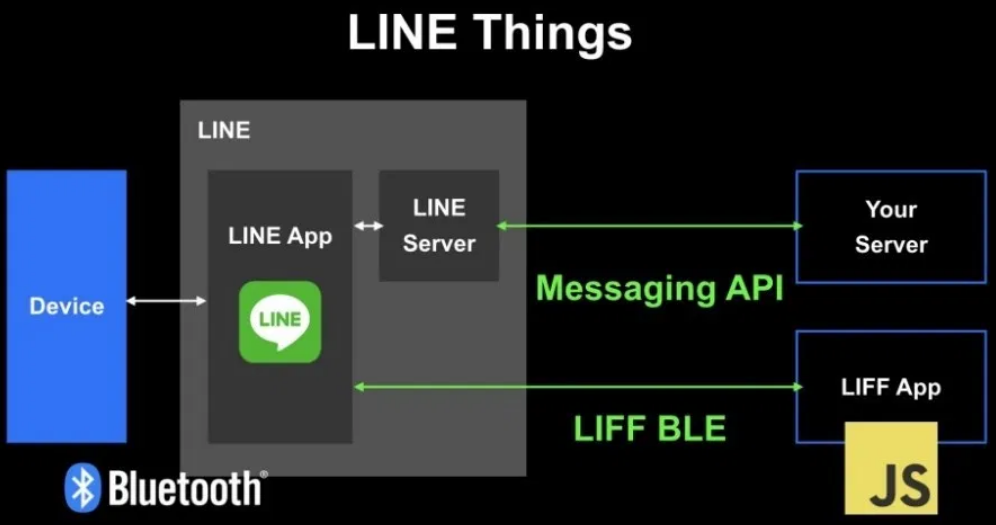 LINE Things
LINE
Device
LINE App
LINE
LINE
Server
Your
Server
Messaging API
LIFF App
LIFF BLE
JS
Bluetooth®